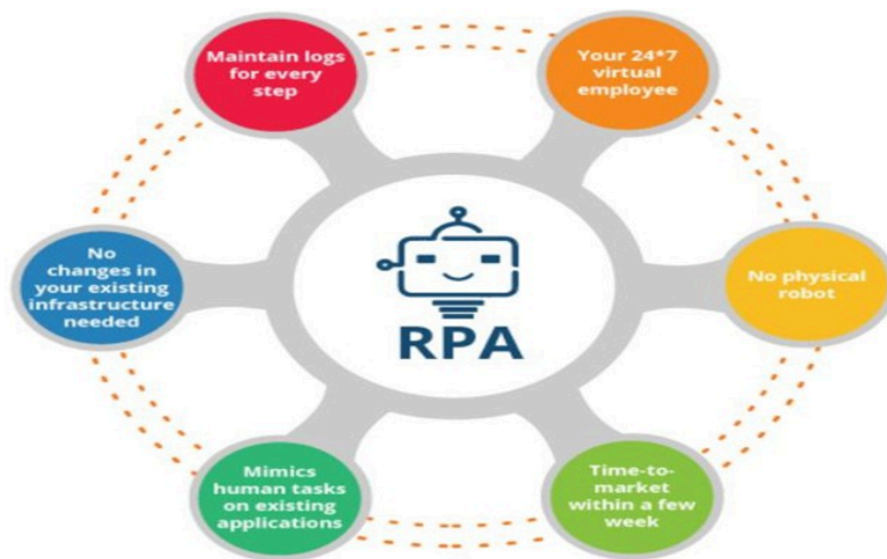 Maintain logs
for every
step
Your 24*7
virtual
employee
No
changes in
your existing
infrastructure
needed
RPA
No physical
robot
Mimics
human tasks
on existing
applications
Time-to-
market
within a few
week